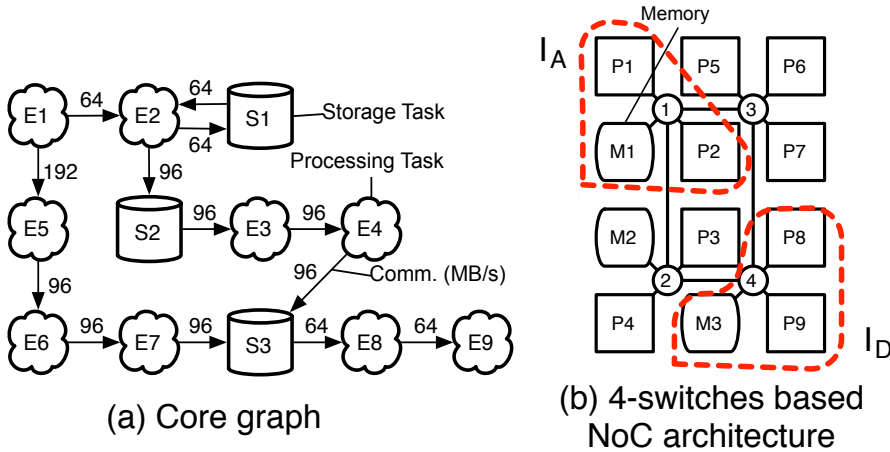 Memory
I_A
P1
P5
P6
1
3
M1
P2
P7
M2
P3
P8
2
4
P4
M3
P9
I_D
(b) 4-switches based
NoC architecture
E1
64
E2
64
64
S1
Storage Task
Processing Task
192
96
E5
S2
96
E3
96
E4
96
96
Comm. (MB/s)
E6
96
E7
96
S3
64
E8
64
E9
(a) Core graph